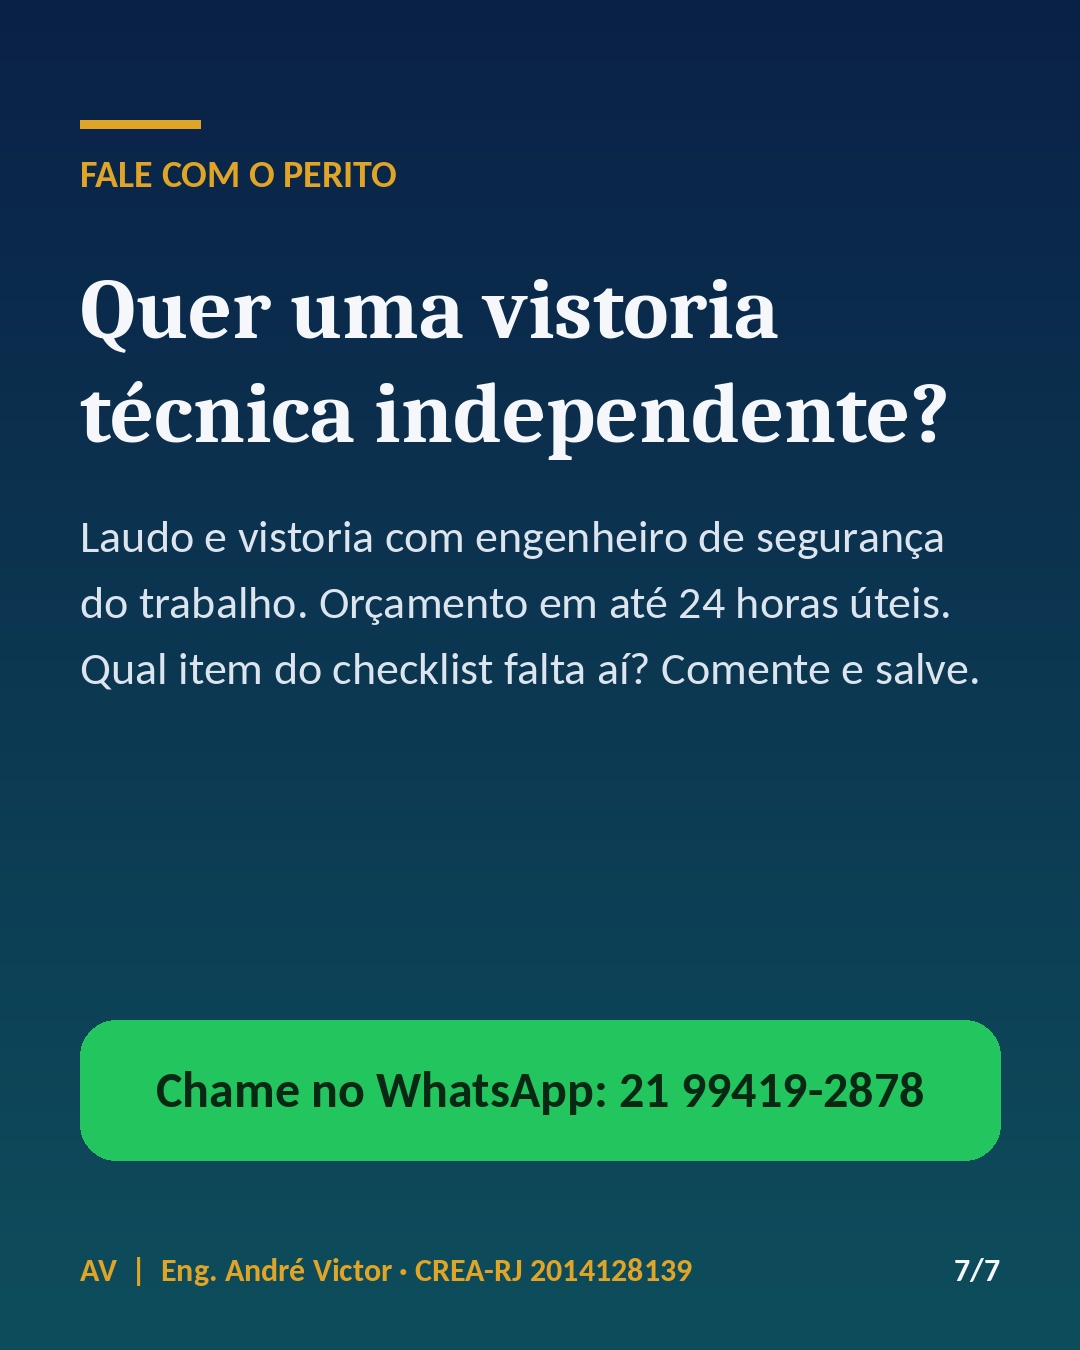 FALE COM O PERITO
Quer uma vistoria
técnica independente?
Laudo e vistoria com engenheiro de segurança
do trabalho. Orçamento em até 24 horas úteis.
Qual item do checklist falta aí? Comente e salve.
Chame no WhatsApp: 21 99419-2878
AV | Eng. André Victor · CREA-RJ 2014128139
7/7